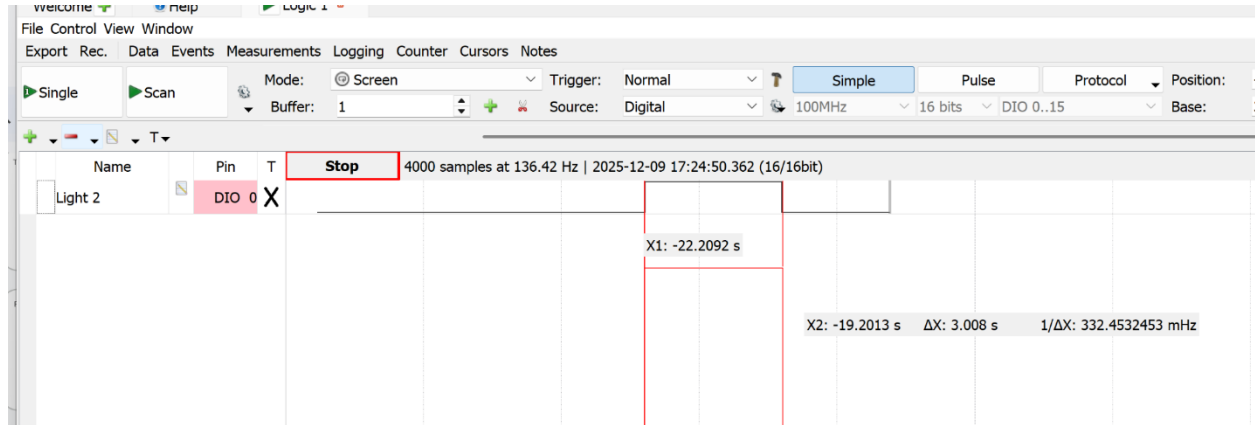 Welcome Help Logic 1
File Control View Window
Export Rec. Data Events Measurements Logging Counter Cursors Notes
Single Scan Mode: Screen Trigger: Normal Simple Pulse Protocol Position:
Buffer: 1 Source: Digital 100MHz 16 bits DIO 0..15 Base:
T
Name Pin T Stop 4000 samples at 136.42 Hz | 2025-12-09 17:24:50.362 (16/16bit)
Light 2 DIO 0 X
X1: -22.2092 s
X2: -19.2013 s ΔX: 3.008 s 1/ΔX: 332.4532453 mHz